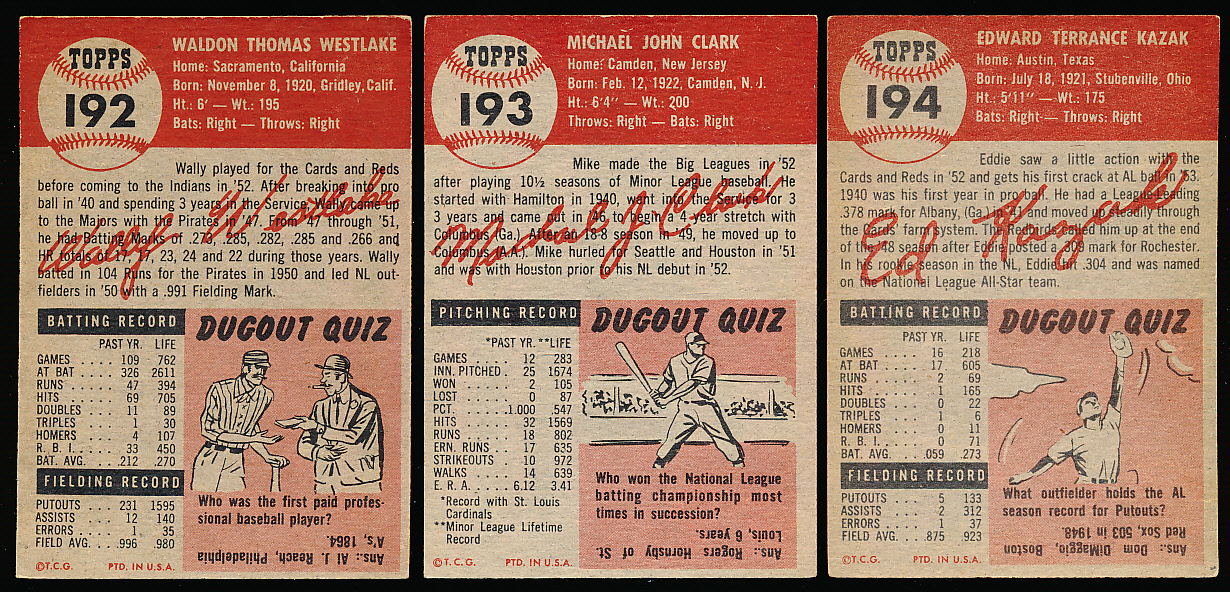 TOPPS
192
WALDON THOMAS WESTLAKE
Home: Sacramento, California
Born: November 8, 1920, Gridley, Calif.
Ht.: 6' — Wt.: 195
Bats: Right — Throws: Right
Wally played for the Cards and Reds
before coming to the Indians in '52. After breaking into pro
ball in '40 and spending 3 years in the Service, Wally came up
to the Majors with the Pirates in '47. From '47 through '51,
he had Batting Marks of .273, .285, .282, .285 and .266 and
HR totals of 17, 17, 23, 24 and 22 during those years. Wally
batted in 104 Runs for the Pirates in 1950 and led NL out-
fielders in '50 with a .991 Fielding Mark.
Wally Westlake
BATTING RECORD
PAST YR. LIFE
GAMES .... 109 762
AT BAT .... 326 2611
RUNS ..... 47 394
HITS ..... 69 705
DOUBLES .. 11 89
TRIPLES ... 1 30
HOMERS ... 4 107
R. B. I. .... 33 450
BAT. AVG. .. .212 .270
FIELDING RECORD
PUTOUTS .. 231 1595
ASSISTS ... 12 140
ERRORS ... 1 35
FIELD AVG. .. .996 .980
©T.C.G. PTD. IN U.S.A.
DUGOUT QUIZ
Who was the first paid profes-
sional baseball player?
Ans.: Al J. Reach, Philadelphia
A's, 1864
TOPPS
193
MICHAEL JOHN CLARK
Home: Camden, New Jersey
Born: Feb. 12, 1922, Camden, N. J.
Ht.: 6'4" — Wt.: 200
Throws: Right — Bats: Right
Mike made the Big Leagues in '52
after playing 10½ seasons of Minor League baseball. He
started with Hamilton in 1940, went into the Service for
3 years and came out in '46 to begin a 4 year stretch with
Columbus (Ga.). After an 18-8 season in '49, he moved up to
Columbus (A.A.). Mike hurled for Seattle and Houston in '51
and was with Houston prior to his NL debut in '52.
Michael J Clark
PITCHING RECORD
*PAST YR. **LIFE
GAMES .... 12 283
INN. PITCHED . 25 1674
WON ...... 2 105
LOST ...... 0 87
PCT. ..... 1.000 .547
HITS ...... 32 1569
RUNS ..... 18 802
ERN. RUNS .. 17 635
STRIKEOUTS . 10 972
WALKS .... 14 639
E. R. A. .... 6.12 3.41
*Record with St. Louis
Cardinals
**Minor League Lifetime
Record
©T.C.G. PTD. IN U.S.A.
DUGOUT QUIZ
Who won the National League
batting championship most
times in succession?
Ans.: Rogers Hornsby of St.
Louis, 6 years.
TOPPS
194
EDWARD TERRANCE KAZAK
Home: Austin, Texas
Born: July 18, 1921, Stubenville, Ohio
Ht.: 5'11" — Wt.: 175
Bats: Right — Throws: Right
Eddie saw a little action with the
Cards and Reds in '52 and gets his first crack at AL ball in '53.
1940 was his first year in pro ball. He had a League Leading
.378 mark for Albany, (Ga.) in '41 and moved up steadily through
the Cards' farm system. The Redbirds called him up at the end
of the '48 season after Eddie posted a .309 mark for Rochester.
In his rookie season in the NL, Eddie hit .304 and was named
on the National League All-Star team.
Ed Kazak
BATTING RECORD
PAST YR. LIFE
GAMES .... 16 218
AT BAT .... 17 605
RUNS ..... 2 69
HITS ..... 1 165
DOUBLES .. 0 22
TRIPLES ... 1 6
HOMERS ... 0 11
R. B. I. .... 0 71
BAT. AVG. .. .059 .273
FIELDING RECORD
PUTOUTS .. 5 133
ASSISTS ... 2 312
ERRORS ... 1 37
FIELD AVG. .. .875 .923
©T.C.G. PTD. IN U.S.A.
DUGOUT QUIZ
What outfielder holds the AL
season record for Putouts?
Ans.: Dom DiMaggio, Boston,
Red Sox, 503 in 1948